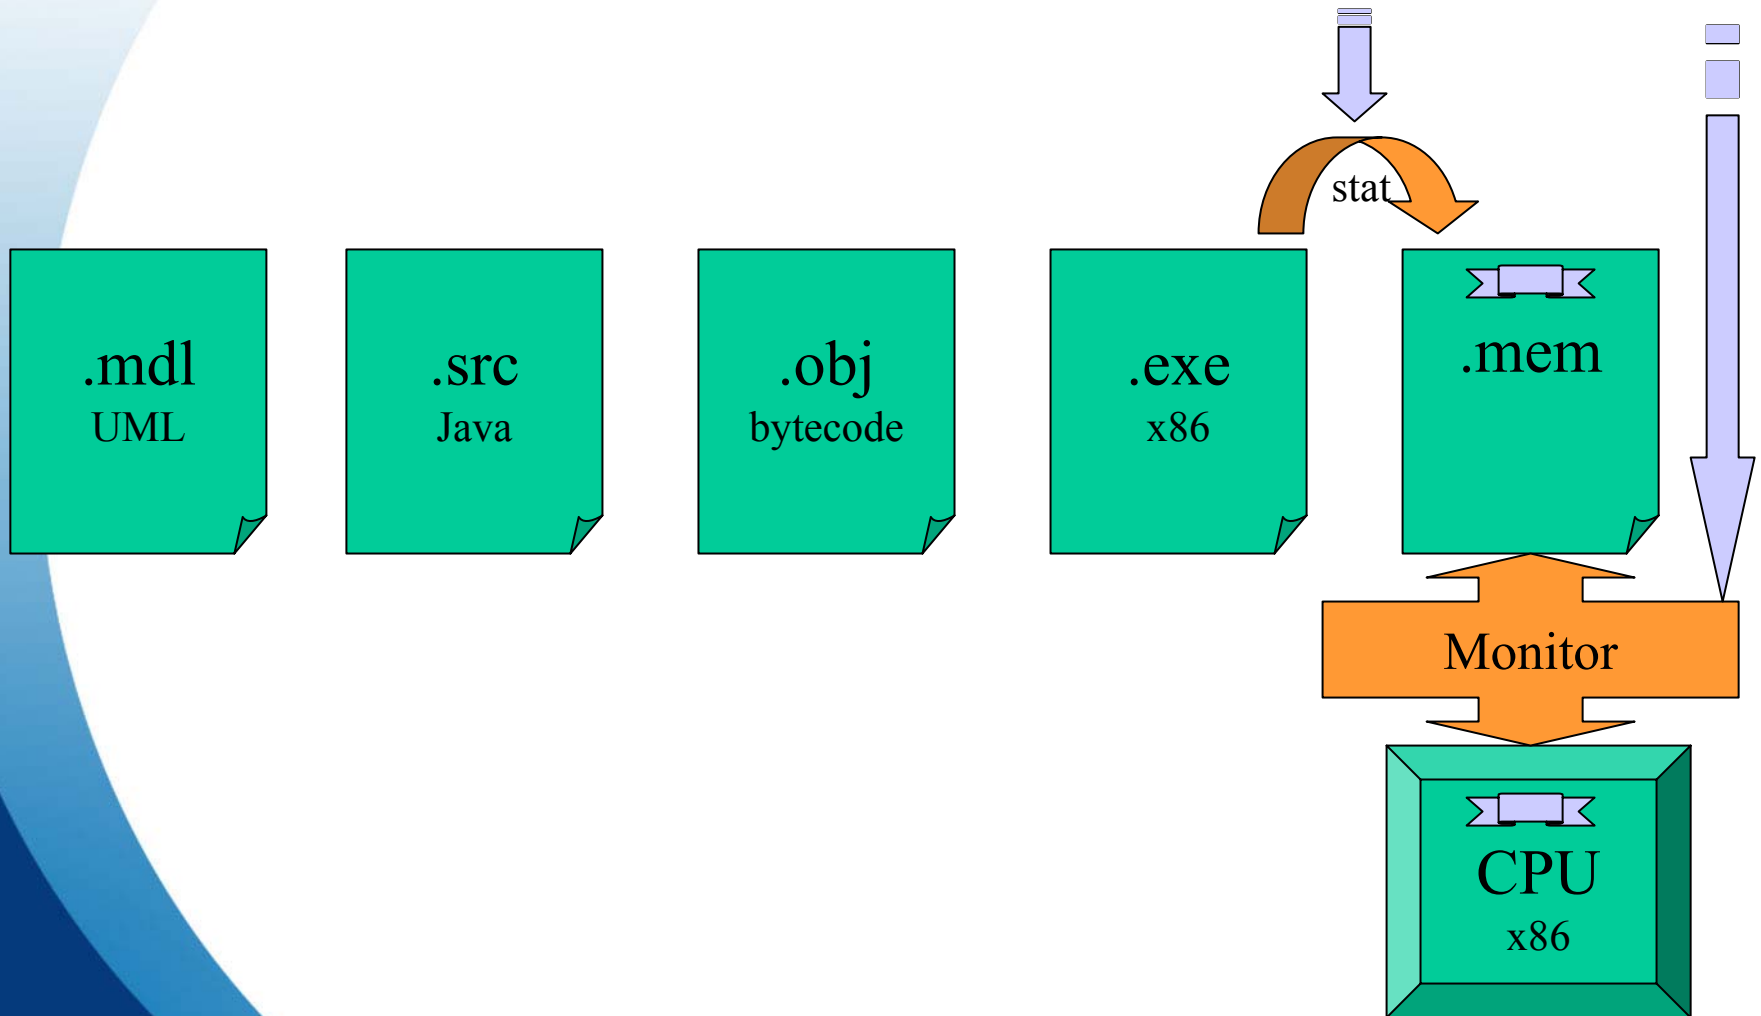 stat
.mdl
UML
.src
Java
.obj
bytecode
.exe
x86
.mem
Monitor
CPU
x86